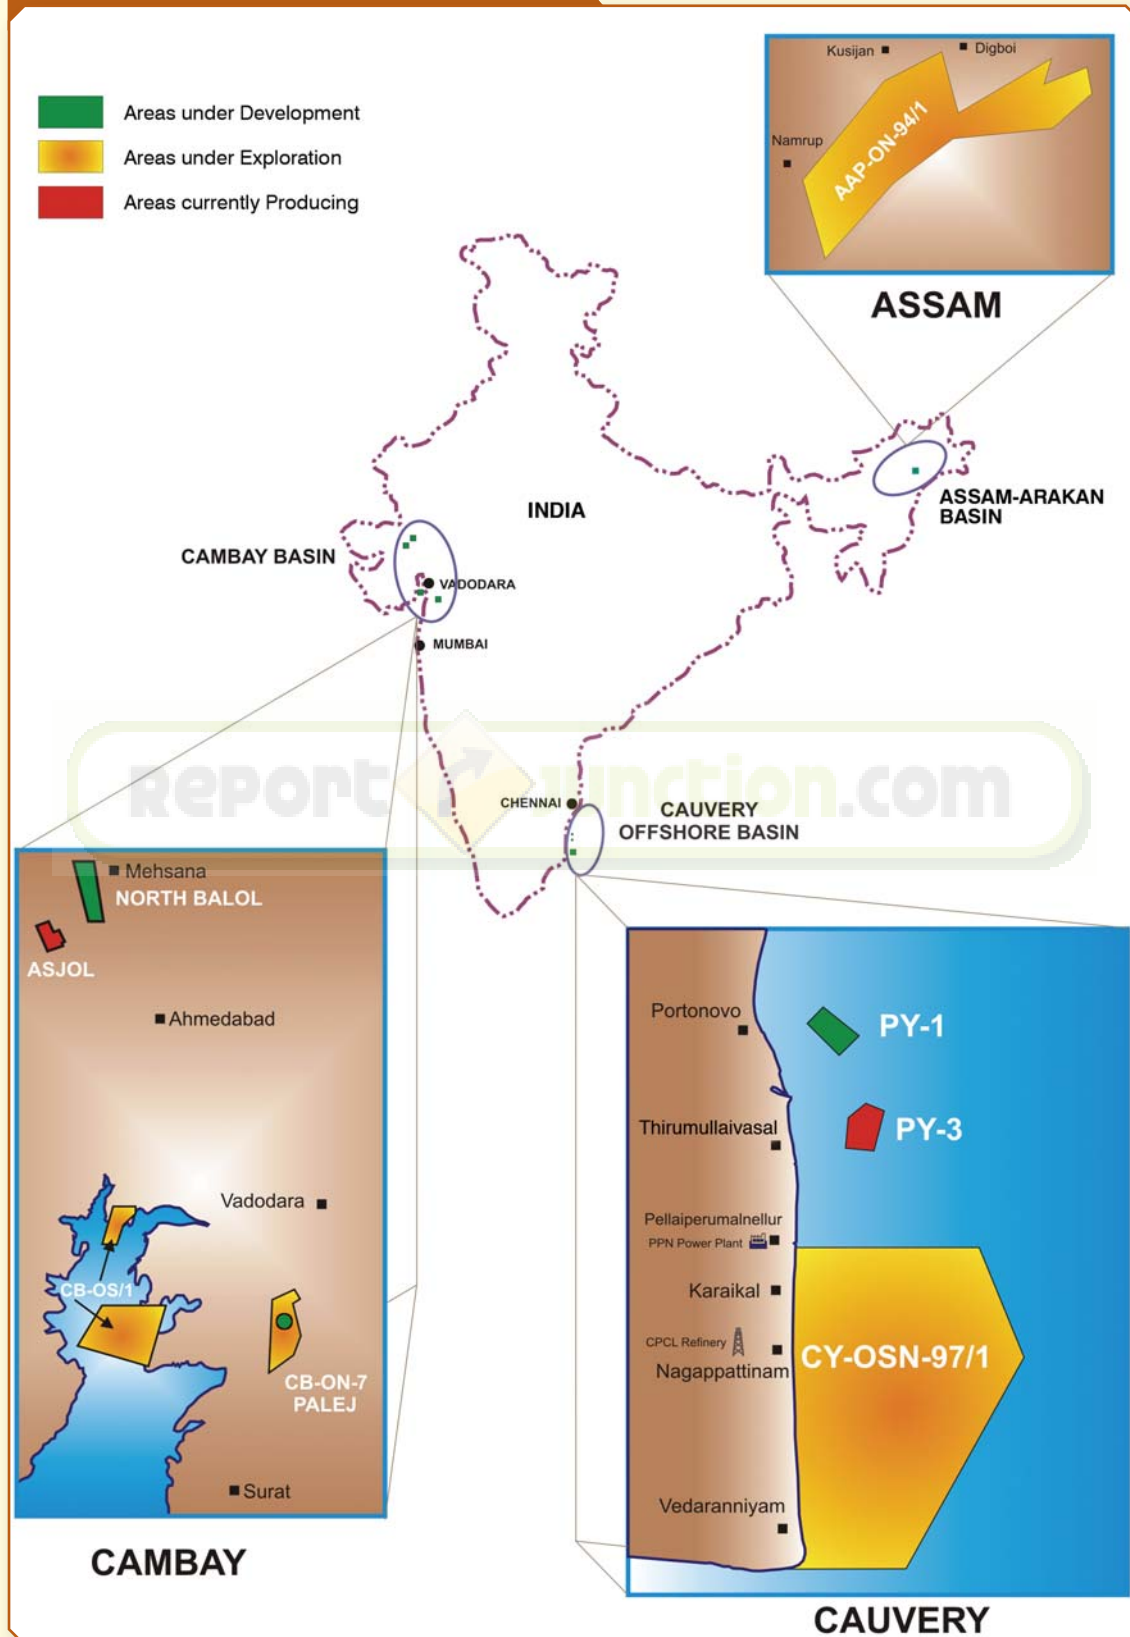 Areas under Development
Areas under Exploration
Areas currently Producing
Kusijan
Digboi
Namrup
AAP-ON-94/1
ASSAM
ASSAM-ARAKAN
BASIN
INDIA
CAMBAY BASIN
VADODARA
MUMBAI
Report Junction.com
CHENNAI
CAUVERY
OFFSHORE BASIN
Mehsana
NORTH BALOL
ASJOL
Ahmedabad
Vadodara
CB-OS/1
CB-ON-7
PALEJ
Surat
CAMBAY
Portonovo
PY-1
Thirumullaivasal
PY-3
Pellaiperumalnellur
PPN Power Plant
Karaikal
CPCL Refinery
Nagappattinam
CY-OSN-97/1
Vedaranniyam
CAUVERY